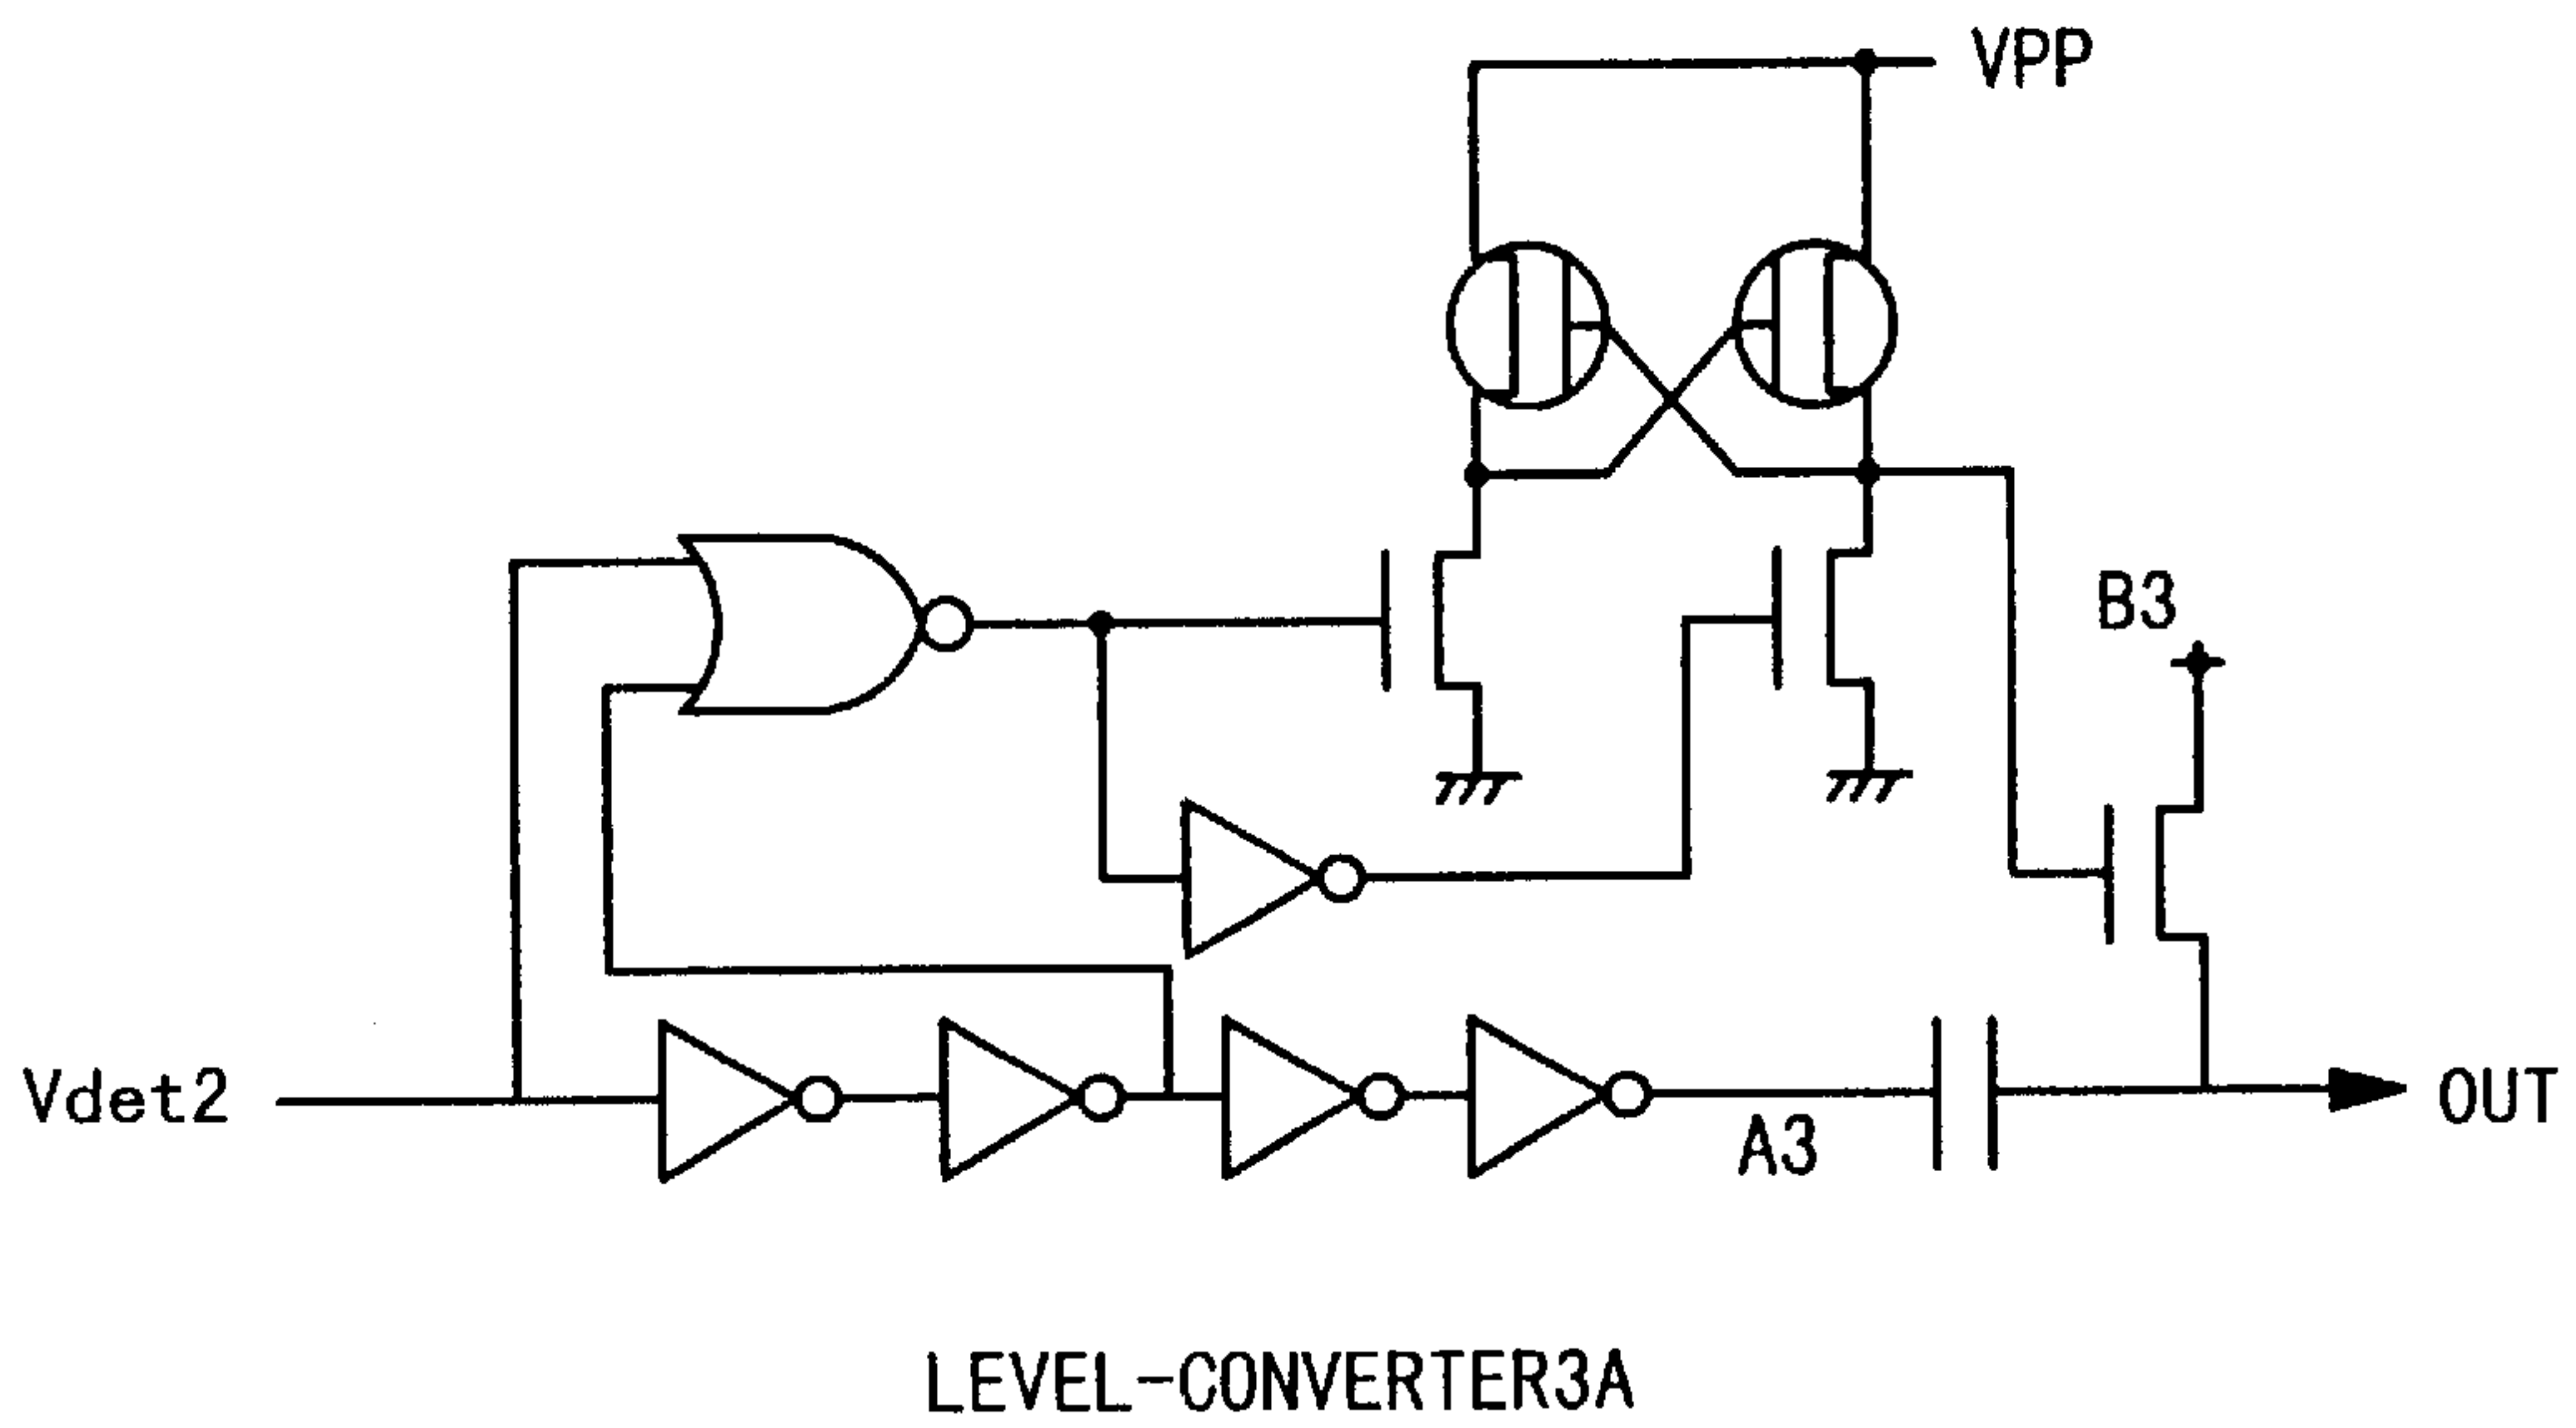 VPP
B3
Vdet2
A3
OUT
LEVEL-CONVERTER3A